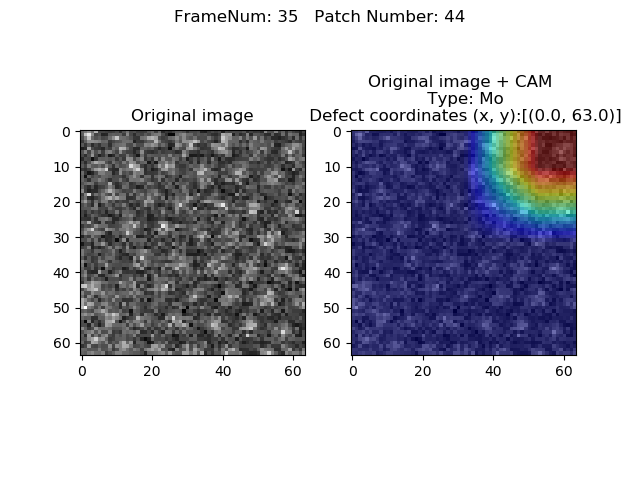 FrameNum: 35   Patch Number: 44
Original image
Original image + CAM
Type: Mo
Defect coordinates (x, y):[(0.0, 63.0)]
0
10
20
30
40
50
60
0 20 40 60
0
10
20
30
40
50
60
0 20 40 60